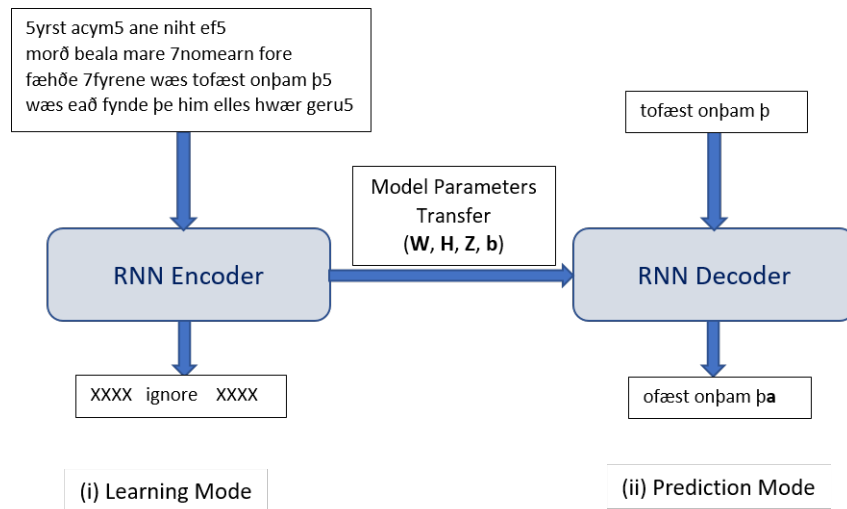 5yrst acym5 ane niht ef5
morð beala mare 7nomearn fore
fæhðe 7fyrene wæs tofæst onþam þ5
wæs eað fynde þe him elles hwær geru5
tofæst onþam þ
Model Parameters
Transfer
(W, H, Z, b)
RNN Encoder
RNN Decoder
XXXX ignore XXXX
ofæst onþam þa
(i) Learning Mode
(ii) Prediction Mode